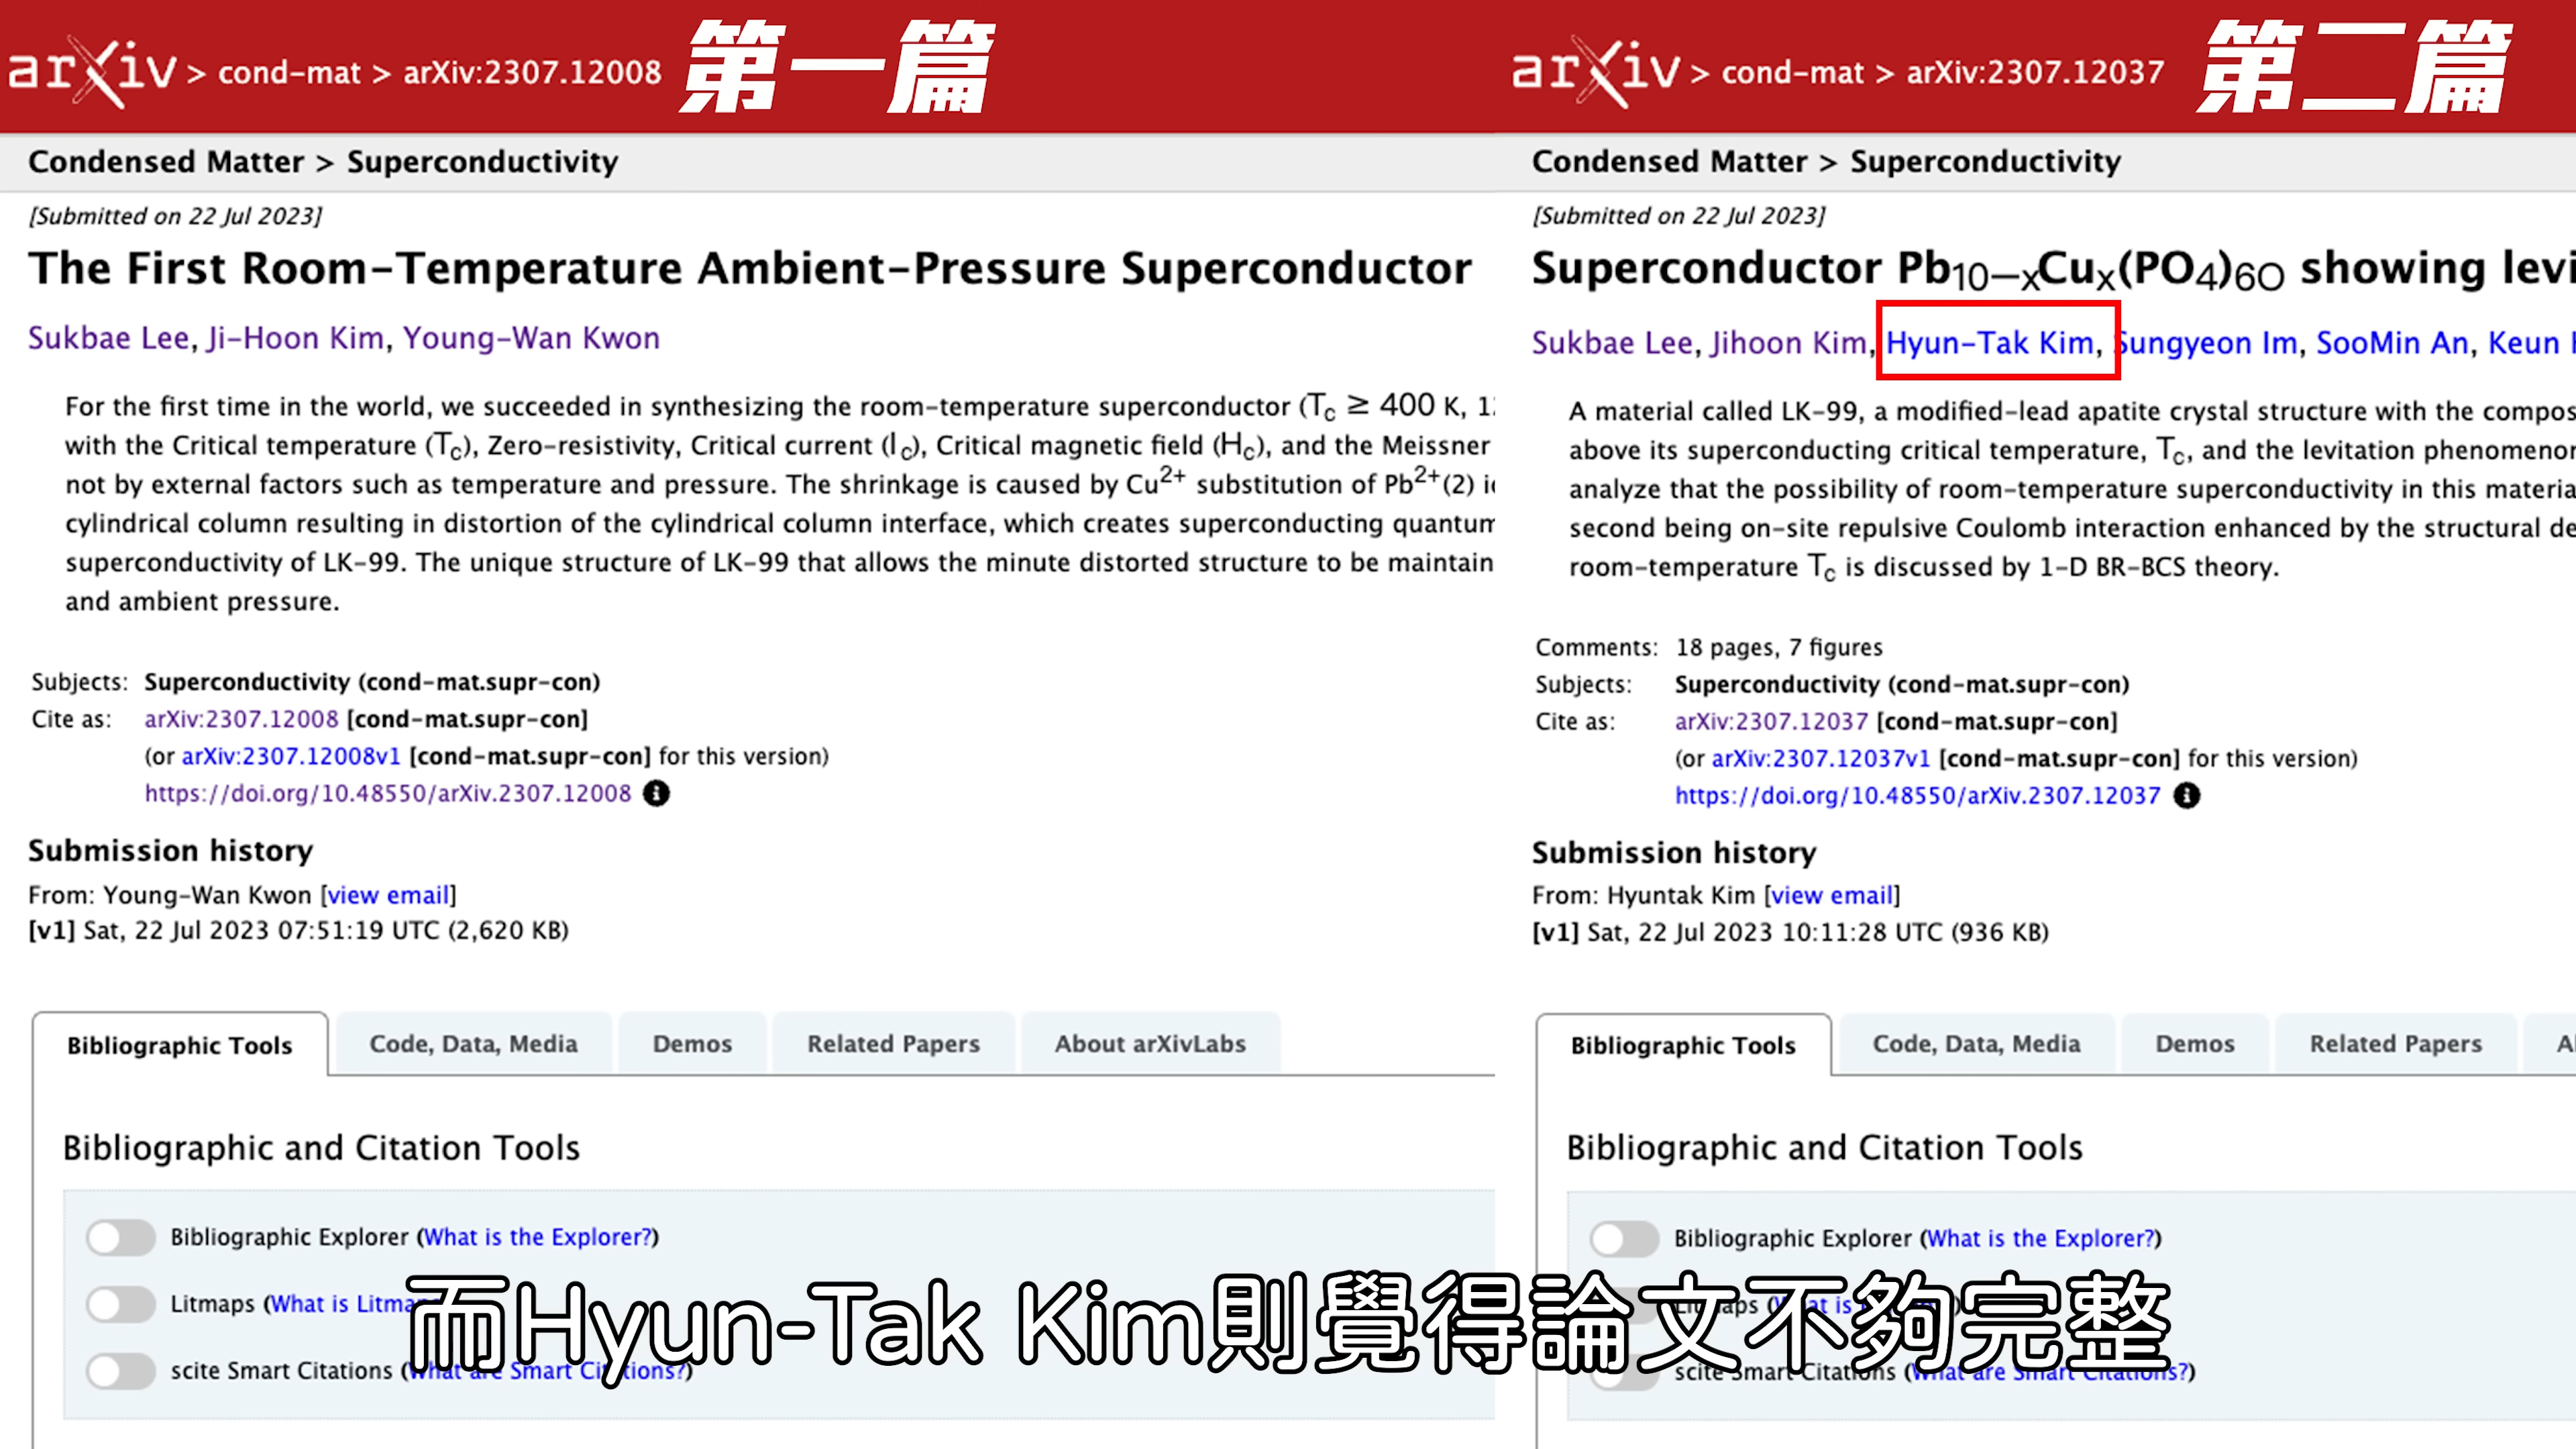 arXiv > cond-mat > arXiv:2307.12008 第一篇
Condensed Matter > Superconductivity
[Submitted on 22 Jul 2023]
The First Room-Temperature Ambient-Pressure Superconductor
Sukbae Lee, Ji-Hoon Kim, Young-Wan Kwon
For the first time in the world, we succeeded in synthesizing the room-temperature superconductor (Tc ≥ 400 K,
with the Critical temperature (Tc), Zero-resistivity, Critical current (Ic), Critical magnetic field (Hc), and the Meissner
not by external factors such as temperature and pressure. The shrinkage is caused by Cu2+ substitution of Pb2+(2)
cylindrical column resulting in distortion of the cylindrical column interface, which creates superconducting quantum
superconductivity of LK-99. The unique structure of LK-99 that allows the minute distorted structure to be maintain
and ambient pressure.
Subjects: Superconductivity (cond-mat.supr-con)
Cite as: arXiv:2307.12008 [cond-mat.supr-con]
(or arXiv:2307.12008v1 [cond-mat.supr-con] for this version)
https://doi.org/10.48550/arXiv.2307.12008
Submission history
From: Young-Wan Kwon [view email]
[v1] Sat, 22 Jul 2023 07:51:19 UTC (2,620 KB)
Bibliographic Tools
Code, Data, Media
Demos
Related Papers
About arXivLabs
Bibliographic and Citation Tools
Bibliographic Explorer (What is the Explorer?)
Litmaps (What is Litmaps
scite Smart Citations (What are Smart Citations?)
arXiv > cond-mat > arXiv:2307.12037 第二篇
Condensed Matter > Superconductivity
[Submitted on 22 Jul 2023]
Superconductor Pb10−xCux(PO4)6O showing levi
Sukbae Lee, Jihoon Kim, Hyun-Tak Kim, Sungyeon Im, SooMin An, Keun
A material called LK-99, a modified-lead apatite crystal structure with the compos
above its superconducting critical temperature, Tc, and the levitation phenomenon
analyze that the possibility of room-temperature superconductivity in this materia
second being on-site repulsive Coulomb interaction enhanced by the structural de
room-temperature Tc is discussed by 1-D BR-BCS theory.
Comments: 18 pages, 7 figures
Subjects: Superconductivity (cond-mat.supr-con)
Cite as: arXiv:2307.12037 [cond-mat.supr-con]
(or arXiv:2307.12037v1 [cond-mat.supr-con] for this version)
https://doi.org/10.48550/arXiv.2307.12037
Submission history
From: Hyuntak Kim [view email]
[v1] Sat, 22 Jul 2023 10:11:28 UTC (936 KB)
Bibliographic Tools
Code, Data, Media
Demos
Related Papers
Bibliographic and Citation Tools
Bibliographic Explorer (What is the Explorer?)
scite Smart Citations (What are Smart Citations?)
而Hyun-Tak Kim則覺得論文不夠完整